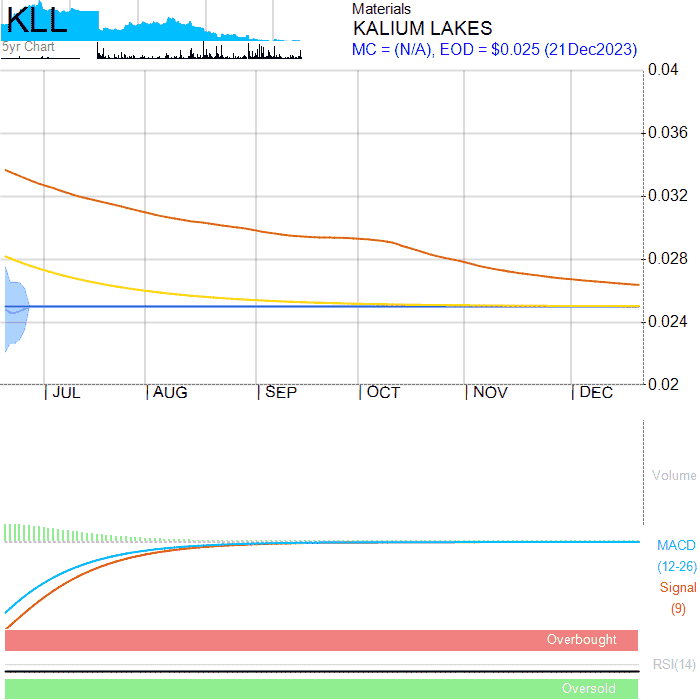 KLL
5yr Chart
Materials
KALIUM LAKES
MC = (N/A), EOD = $0.025 (21Dec2023)
0.04
0.036
0.032
0.028
0.024
0.02
JUL AUG SEP OCT NOV DEC
Volume
MACD
(12-26)
Signal
(9)
Overbought
RSI(14)
Oversold